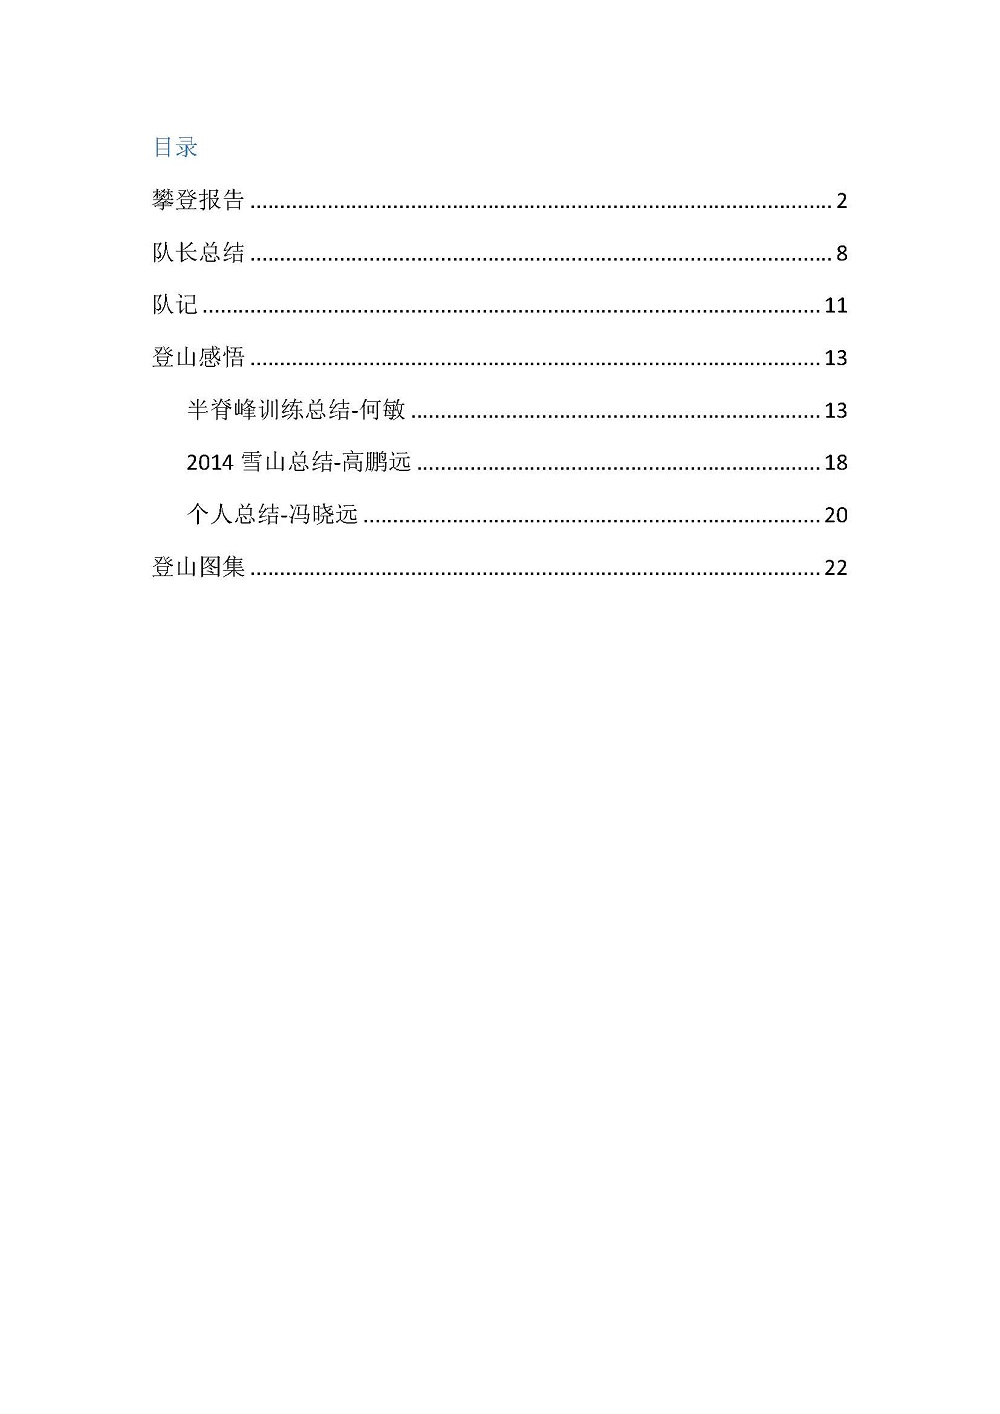 目录
攀登报告 ........................................ 2
队长总结 ........................................ 8
队记 ........................................ 11
登山感悟 ........................................ 13
半脊峰训练总结-何敏 ........................................ 13
2014 雪山总结-高鹏远 ........................................ 18
个人总结-冯晓远 ........................................ 20
登山图集 ........................................ 22